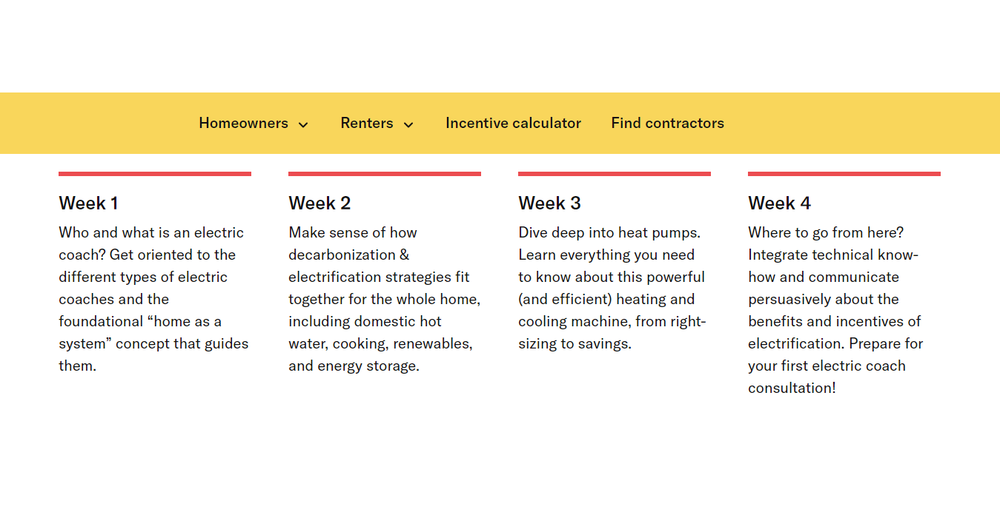 Homeowners
Renters
Incentive calculator
Find contractors
Week 1
Who and what is an electric
coach? Get oriented to the
different types of electric
coaches and the
foundational “home as a
system” concept that guides
them.
Week 2
Make sense of how
decarbonization &
electrification strategies fit
together for the whole home,
including domestic hot
water, cooking, renewables,
and energy storage.
Week 3
Dive deep into heat pumps.
Learn everything you need
to know about this powerful
(and efficient) heating and
cooling machine, from right-
sizing to savings.
Week 4
Where to go from here?
Integrate technical know-
how and communicate
persuasively about the
benefits and incentives of
electrification. Prepare for
your first electric coach
consultation!